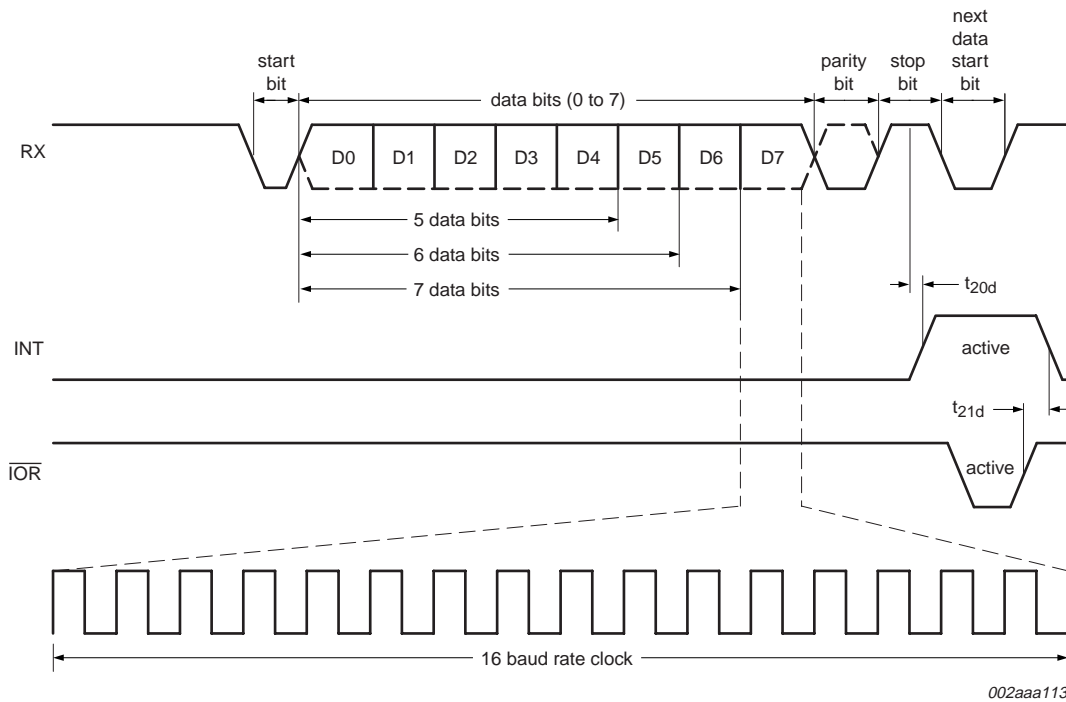 start
bit
data bits (0 to 7)
parity
bit
stop
bit
next
data
start
bit
RX
D0 D1 D2 D3 D4 D5 D6 D7
5 data bits
6 data bits
7 data bits
t20d
INT
active
t21d
IOR
active
16 baud rate clock
002aaa113